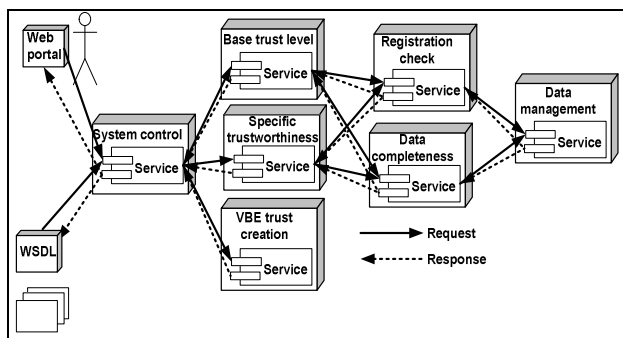 Web
portal
System control
Service
WSDL
Base trust level
Service
Specific
trustworthiness
Service
VBE trust
creation
Service
Registration
check
Service
Data
completeness
Service
Data
management
Service
Request
Response